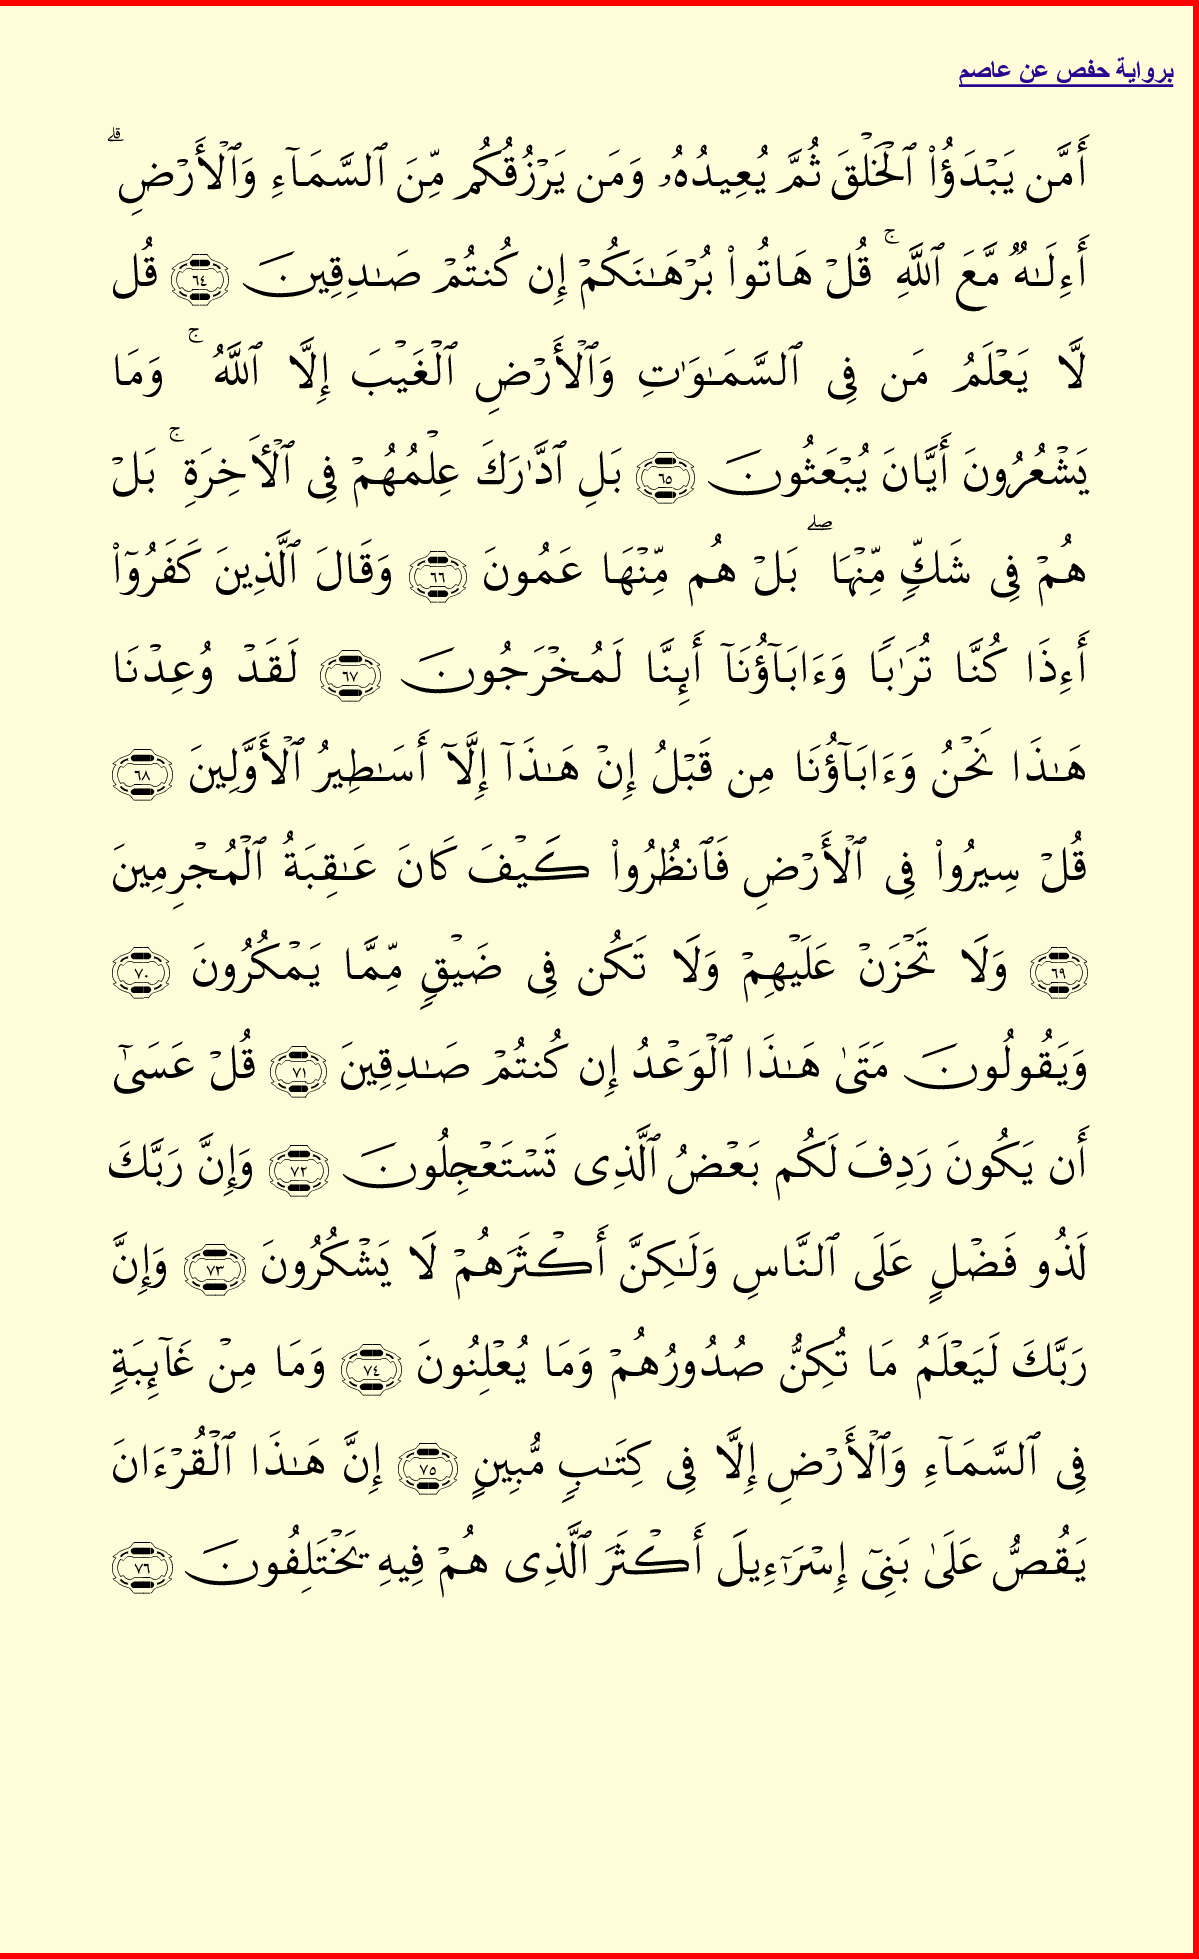 برواية حفص عن عاصم
أَمَّن يَبْدَؤُا۟ ٱلْخَلْقَ ثُمَّ يُعِيدُهُۥ وَمَن يَرْزُقُكُم مِّنَ ٱلسَّمَآءِ وَٱلْأَرْضِ ۗ
أَءِلَـٰهٌ مَّعَ ٱللَّهِ ۚ قُلْ هَاتُوا۟ بُرْهَـٰنَكُمْ إِن كُنتُمْ صَـٰدِقِينَ ﴿٦٤﴾ قُل
لَّا يَعْلَمُ مَن فِى ٱلسَّمَـٰوَٰتِ وَٱلْأَرْضِ ٱلْغَيْبَ إِلَّا ٱللَّهُ ۚ وَمَا
يَشْعُرُونَ أَيَّانَ يُبْعَثُونَ ﴿٦٥﴾ بَلِ ٱدَّٰرَكَ عِلْمُهُمْ فِى ٱلْـَٔاخِرَةِ ۚ بَلْ
هُمْ فِى شَكٍّ مِّنْهَا ۖ بَلْ هُم مِّنْهَا عَمُونَ ﴿٦٦﴾ وَقَالَ ٱلَّذِينَ كَفَرُوٓا۟
أَءِذَا كُنَّا تُرَٰبًا وَءَابَآؤُنَآ أَئِنَّا لَمُخْرَجُونَ ﴿٦٧﴾ لَقَدْ وُعِدْنَا
هَـٰذَا نَحْنُ وَءَابَآؤُنَا مِن قَبْلُ إِنْ هَـٰذَآ إِلَّآ أَسَـٰطِيرُ ٱلْأَوَّلِينَ ﴿٦٨﴾
قُلْ سِيرُوا۟ فِى ٱلْأَرْضِ فَٱنظُرُوا۟ كَيْفَ كَانَ عَـٰقِبَةُ ٱلْمُجْرِمِينَ
﴿٦٩﴾ وَلَا تَحْزَنْ عَلَيْهِمْ وَلَا تَكُن فِى ضَيْقٍ مِّمَّا يَمْكُرُونَ ﴿٧٠﴾
وَيَقُولُونَ مَتَىٰ هَـٰذَا ٱلْوَعْدُ إِن كُنتُمْ صَـٰدِقِينَ ﴿٧١﴾ قُلْ عَسَىٰٓ
أَن يَكُونَ رَدِفَ لَكُم بَعْضُ ٱلَّذِى تَسْتَعْجِلُونَ ﴿٧٢﴾ وَإِنَّ رَبَّكَ
لَذُو فَضْلٍ عَلَى ٱلنَّاسِ وَلَـٰكِنَّ أَكْثَرَهُمْ لَا يَشْكُرُونَ ﴿٧٣﴾ وَإِنَّ
رَبَّكَ لَيَعْلَمُ مَا تُكِنُّ صُدُورُهُمْ وَمَا يُعْلِنُونَ ﴿٧٤﴾ وَمَا مِنْ غَآئِبَةٍ
فِى ٱلسَّمَآءِ وَٱلْأَرْضِ إِلَّا فِى كِتَـٰبٍ مُّبِينٍ ﴿٧٥﴾ إِنَّ هَـٰذَا ٱلْقُرْءَانَ
يَقُصُّ عَلَىٰ بَنِىٓ إِسْرَٰٓءِيلَ أَكْثَرَ ٱلَّذِى هُمْ فِيهِ يَخْتَلِفُونَ ﴿٧٦﴾